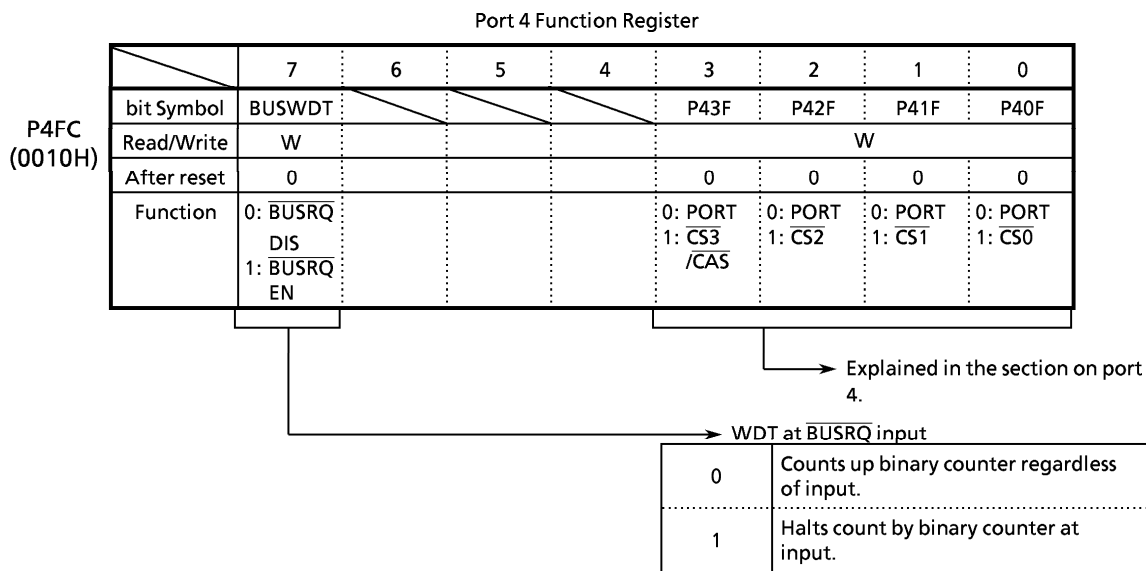 Port 4 Function Register
7 6 5 4 3 2 1 0
bit Symbol BUSWDT P43F P42F P41F P40F
P4FC
(0010H)
Read/Write W W
After reset 0 0 0 0 0
Function 0: BUSRQ 0: PORT 0: PORT 0: PORT 0: PORT
DIS 1: CS3 1: CS2 1: CS1 1: CS0
1: BUSRQ /CAS
EN
Explained in the section on port
4.
WDT at BUSRQ input
0 Counts up binary counter regardless
of input.
1 Halts count by binary counter at
input.